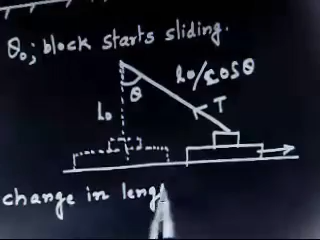 θ₀; block starts sliding.
l₀/cosθ
θ
T
L₀
change in leng